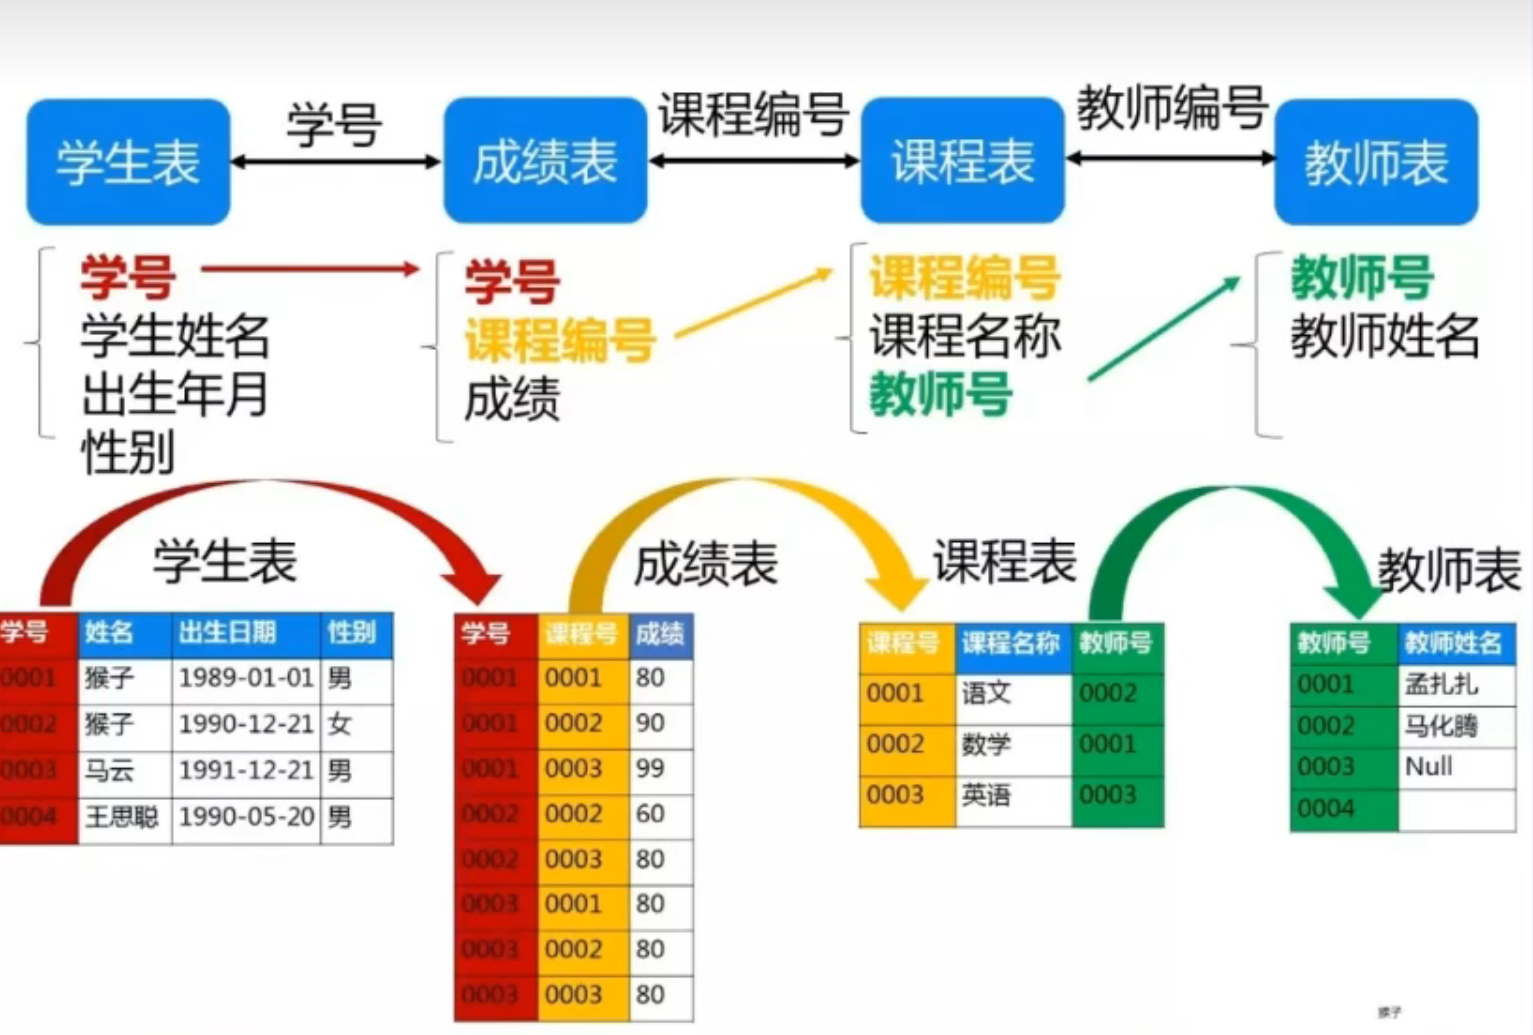 学生表 学号 成绩表 课程编号 课程表 教师编号 教师表
学号
学生姓名
出生年月
性别
学号
课程编号
成绩
课程编号
课程名称
教师号
教师号
教师姓名
学生表
学号 姓名 出生日期 性别
0001 猴子 1989-01-01 男
0002 猴子 1990-12-21 女
0003 马云 1991-12-21 男
0004 王思聪 1990-05-20 男
成绩表
学号 课程号 成绩
0001 0001 80
0001 0002 90
0001 0003 99
0002 0002 60
0002 0003 80
0003 0001 80
0003 0002 80
0003 0003 80
课程表
课程号 课程名称 教师号
0001 语文 0002
0002 数学 0001
0003 英语 0003
教师表
教师号 教师姓名
0001 孟扎扎
0002 马化腾
0003 Null
0004
猴子